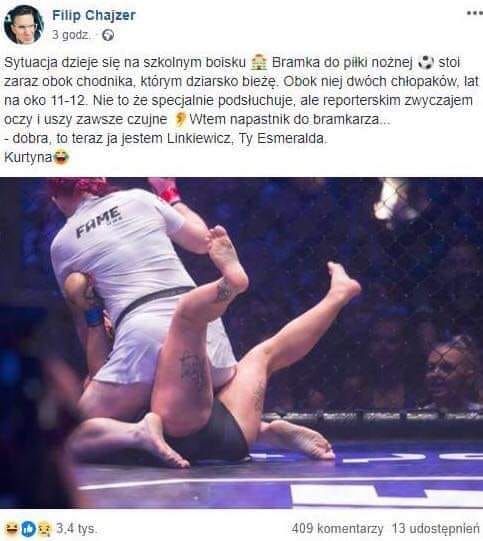 Filip Chajzer
3 godz. ·
Sytuacja dzieje się na szkolnym boisku 🏫 Bramka do piłki nożnej ⚽ stoi
zaraz obok chodnika, którym dziarsko bieżę. Obok niej dwóch chłopaków, lat
na oko 11-12. Nie to że specjalnie podsłuchuje, ale reporterskim zwyczajem
oczy i uszy zawsze czujne 👂Wtem napastnik do bramkarza...
- dobra, to teraz ja jestem Linkiewicz, Ty Esmeralda.
Kurtyna😂
FAME
3,4 tys.
409 komentarzy 13 udostępnień